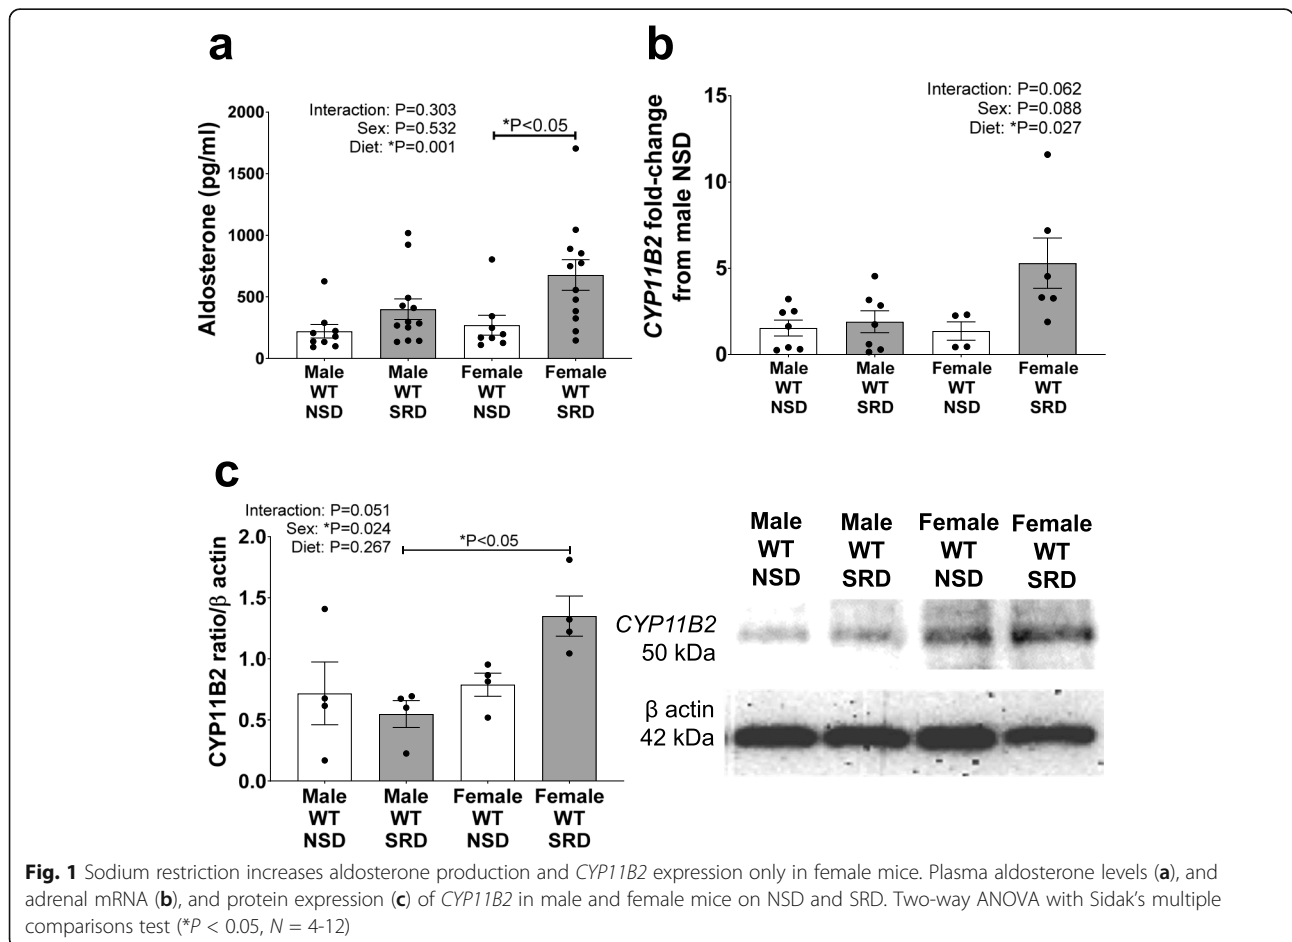 a
Interaction: P=0.303
Sex: P=0.532
Diet: *P=0.001
*P<0.05
Aldosterone (pg/ml)
2000
1500
1000
500
0
Male
WT
NSD
Male
WT
SRD
Female
WT
NSD
Female
WT
SRD
b
Interaction: P=0.062
Sex: P=0.088
Diet: *P=0.027
CYP11B2 fold-change
from male NSD
15
10
5
0
Male
WT
NSD
Male
WT
SRD
Female
WT
NSD
Female
WT
SRD
c
Interaction: P=0.051
Sex: *P=0.024
Diet: P=0.267
*P<0.05
CYP11B2 ratio/β actin
2.0
1.5
1.0
0.5
0.0
Male
WT
NSD
Male
WT
SRD
Female
WT
NSD
Female
WT
SRD
Male
WT
NSD
Male
WT
SRD
Female
WT
NSD
Female
WT
SRD
CYP11B2
50 kDa
β actin
42 kDa
Fig. 1 Sodium restriction increases aldosterone production and CYP11B2 expression only in female mice. Plasma aldosterone levels (a), and
adrenal mRNA (b), and protein expression (c) of CYP11B2 in male and female mice on NSD and SRD. Two-way ANOVA with Sidak's multiple
comparisons test (*P < 0.05, N = 4-12)